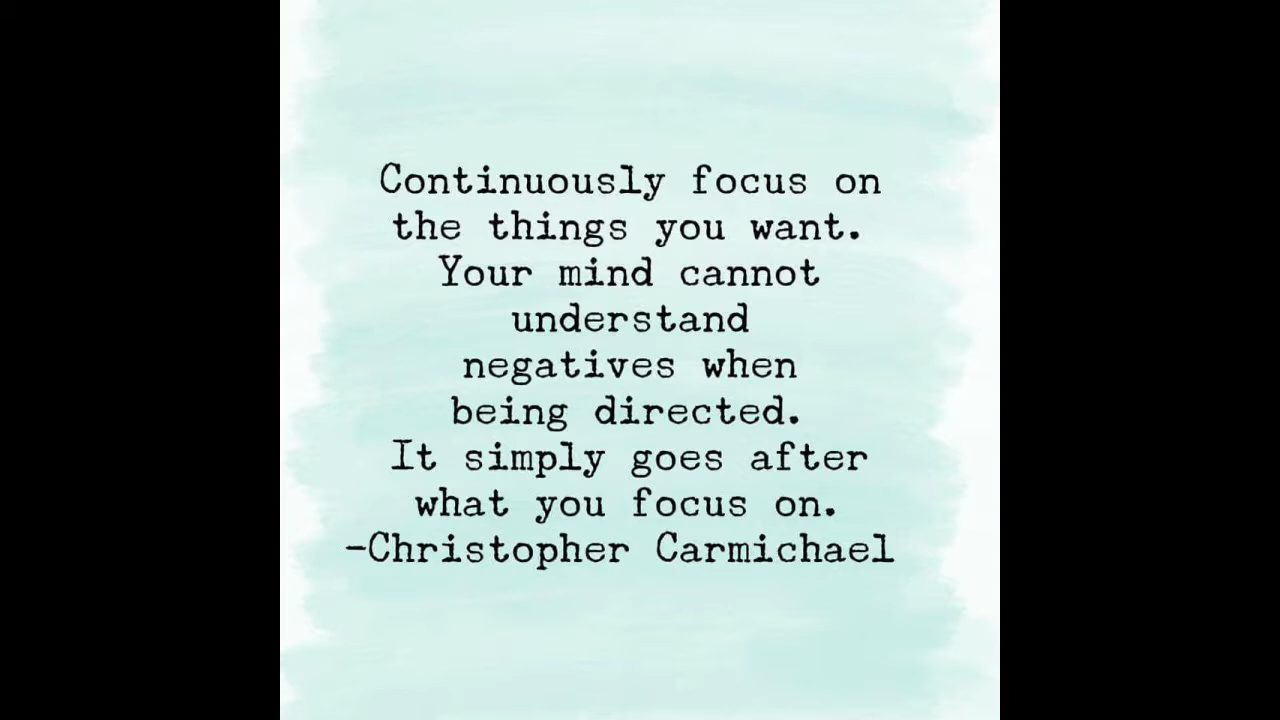 Continuously focus on
the things you want.
Your mind cannot
understand
negatives when
being directed.
It simply goes after
what you focus on.
-Christopher Carmichael